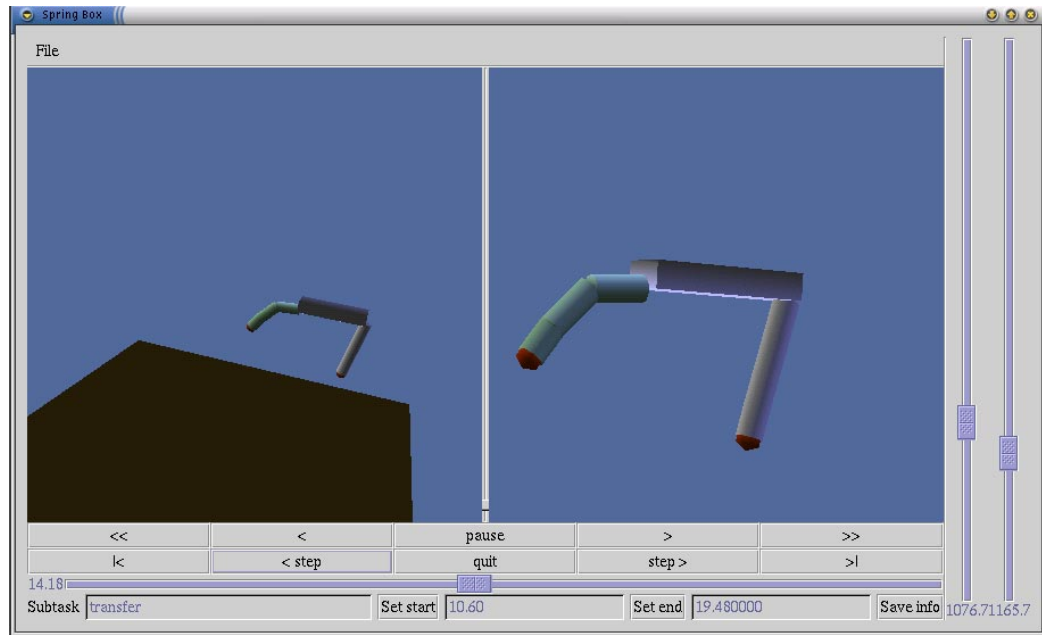 Spring Box
File
<< < pause > >>
|< < step quit step > >|
14.18
Subtask transfer Set start 10.60 Set end 19.480000 Save info 1076.7 1165.7